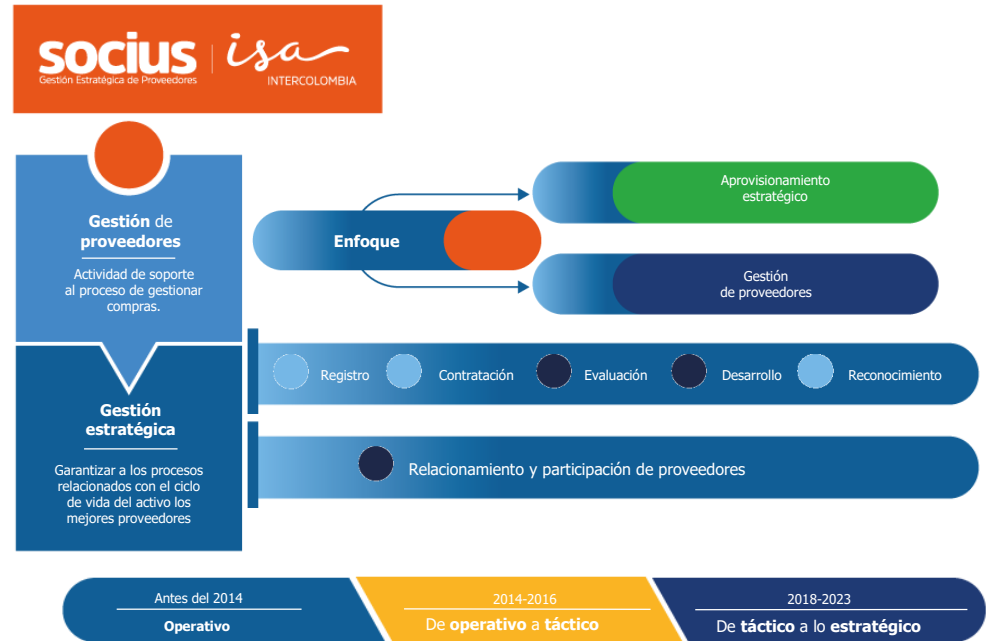 socius
Gestión Estratégica de Proveedores
isa
INTERCOLOMBIA
Gestión de
proveedores
Actividad de soporte
al proceso de gestionar
compras.
Enfoque
Aprovisionamiento
estratégico
Gestión
de proveedores
Registro
Contratación
Evaluación
Desarrollo
Reconocimiento
Gestión
estratégica
Garantizar a los procesos
relacionados con el ciclo
de vida del activo los
mejores proveedores
Relacionamiento y participación de proveedores
Antes del 2014
Operativo
2014-2016
De operativo a táctico
2018-2023
De táctico a lo estratégico